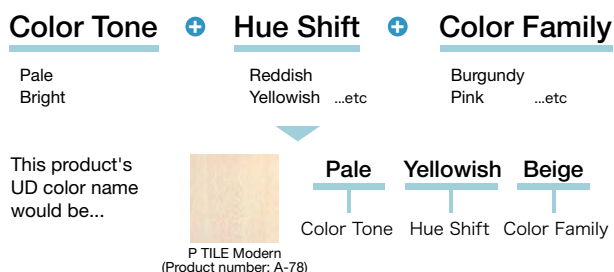 Color Tone + Hue Shift + Color Family
Pale Reddish Burgundy
Bright Yellowish ...etc Pink ...etc
This product's
UD color name
would be...
Pale Yellowish Beige
Color Tone Hue Shift Color Family
P TILE Modern
(Product number: A-78)